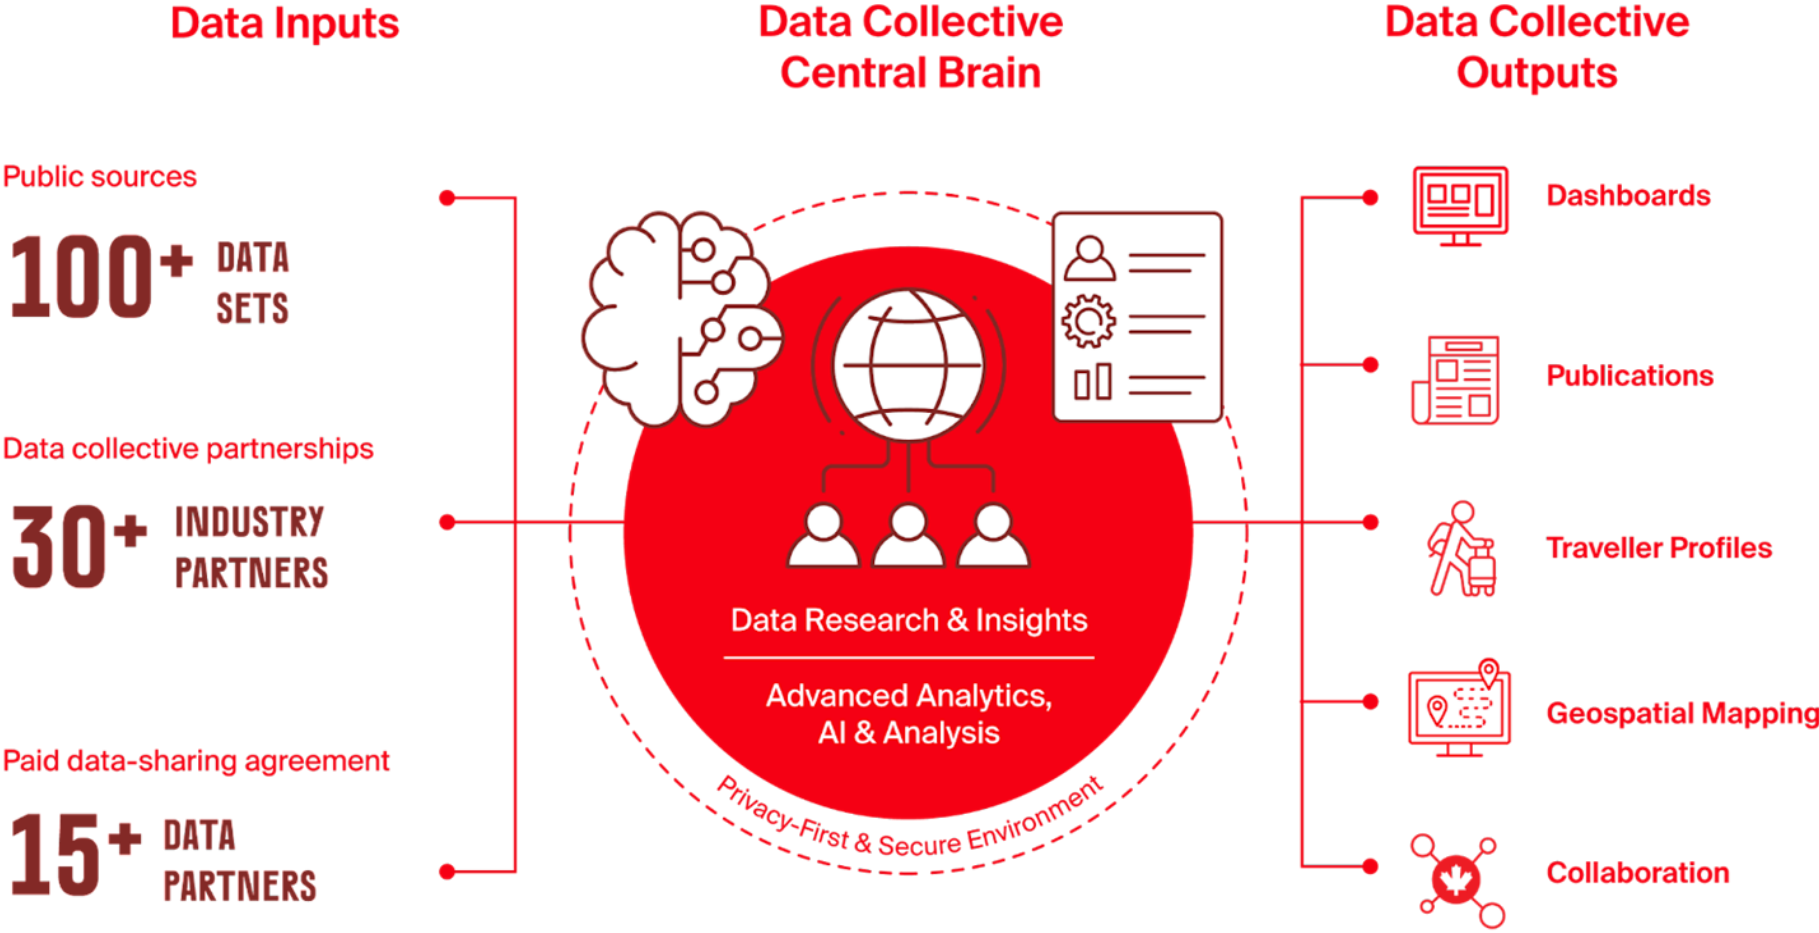 Data Inputs
Public sources
100+ DATA
SETS
Data collective partnerships
30+ INDUSTRY
PARTNERS
Paid data-sharing agreement
15+ DATA
PARTNERS
Data Collective
Central Brain
Data Research & Insights
Advanced Analytics,
AI & Analysis
Privacy-First & Secure Environment
Data Collective
Outputs
Dashboards
Publications
Traveller Profiles
Geospatial Mapping
Collaboration